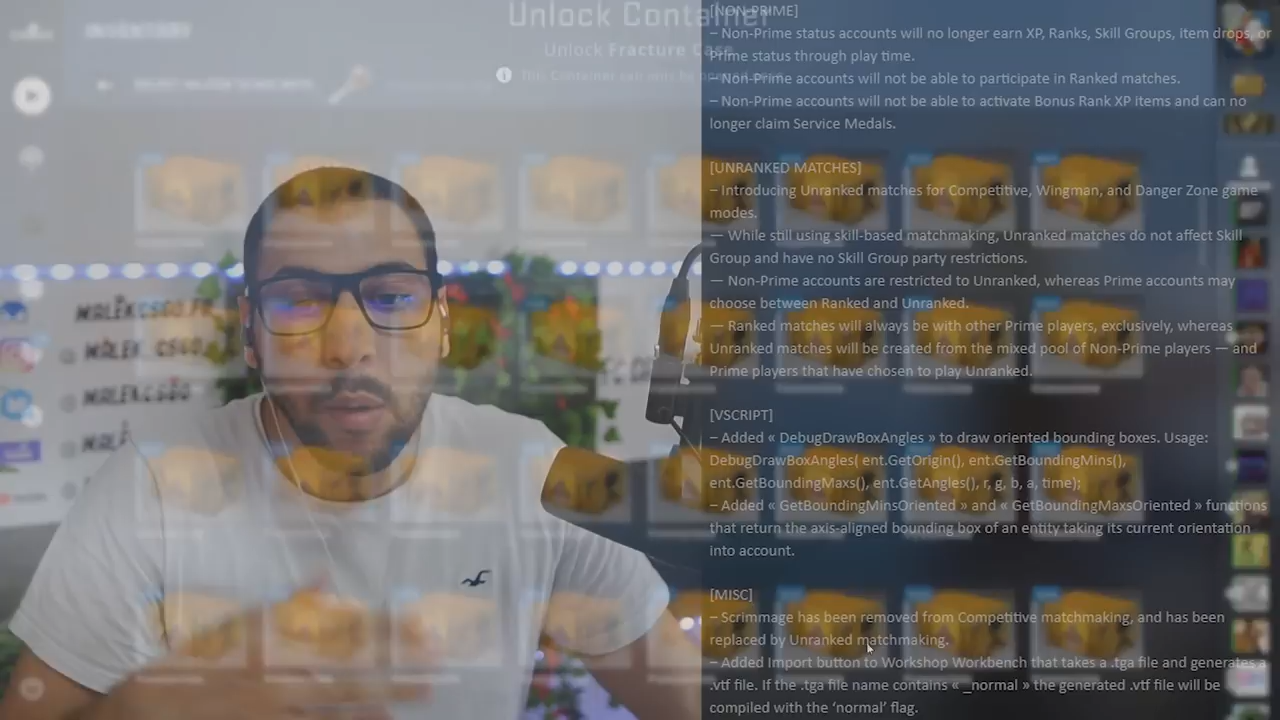 Unlock Container
Unlock Fracture Case
This Container can only be
INVENTORY
MALEKCSGO.FR
MALEK_CSGO
MALEKCSGO
[NON-PRIME]
– Non-Prime status accounts will no longer earn XP, Ranks, Skill Groups, item drops, or
Prime status through play time.
– Non-Prime accounts will not be able to participate in Ranked matches.
– Non-Prime accounts will not be able to activate Bonus Rank XP items and can no
longer claim Service Medals.
[UNRANKED MATCHES]
– Introducing Unranked matches for Competitive, Wingman, and Danger Zone game
modes.
— While still using skill-based matchmaking, Unranked matches do not affect Skill
Group and have no Skill Group party restrictions.
— Non-Prime accounts are restricted to Unranked, whereas Prime accounts may
choose between Ranked and Unranked.
— Ranked matches will always be with other Prime players, exclusively, whereas
Unranked matches will be created from the mixed pool of Non-Prime players — and
Prime players that have chosen to play Unranked.
[VSCRIPT]
– Added « DebugDrawBoxAngles » to draw oriented bounding boxes. Usage:
DebugDrawBoxAngles( ent.GetOrigin(), ent.GetBoundingMins(),
ent.GetBoundingMaxs(), ent.GetAngles(), r, g, b, a, time);
– Added « GetBoundingMinsOriented » and « GetBoundingMaxsOriented » functions
that return the axis-aligned bounding box of an entity taking its current orientation
into account.
[MISC]
– Scrimmage has been removed from Competitive matchmaking, and has been
replaced by Unranked matchmaking.
– Added Import button to Workshop Workbench that takes a .tga file and generates a
.vtf file. If the .tga file name contains « _normal » the generated .vtf file will be
compiled with the ‘normal’ flag.